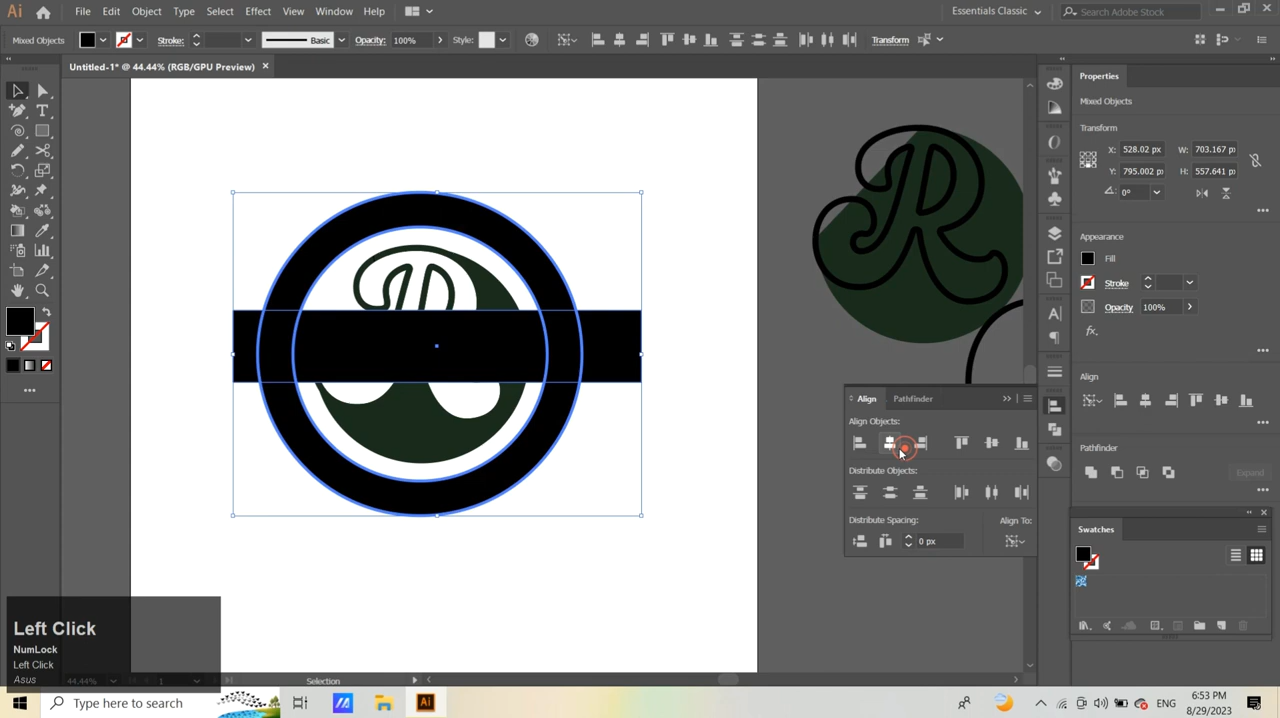 Ai File Edit Object Type Select Effect View Window Help Essentials Classic Search Adobe Stock
Mixed Objects Stroke: Basic Opacity: 100% Style: Transform
Untitled-1* @ 44.44% (RGB/GPU Preview) ×
Properties
Mixed Objects
Transform
X: 528.02 px W: 703.167 p
Y: 795.002 px H: 557.641 p
0°
Appearance
Fill
Stroke
Opacity 100%
fx.
Align
Pathfinder
Expand
Align Pathfinder
Align Objects:
Distribute Objects:
Distribute Spacing: Align To:
0 px
Swatches
R
R
Left Click
NumLock
Left Click
Asus
44.44% 1 Selection
Type here to search
Ai
ENG
6:53 PM
8/29/2023